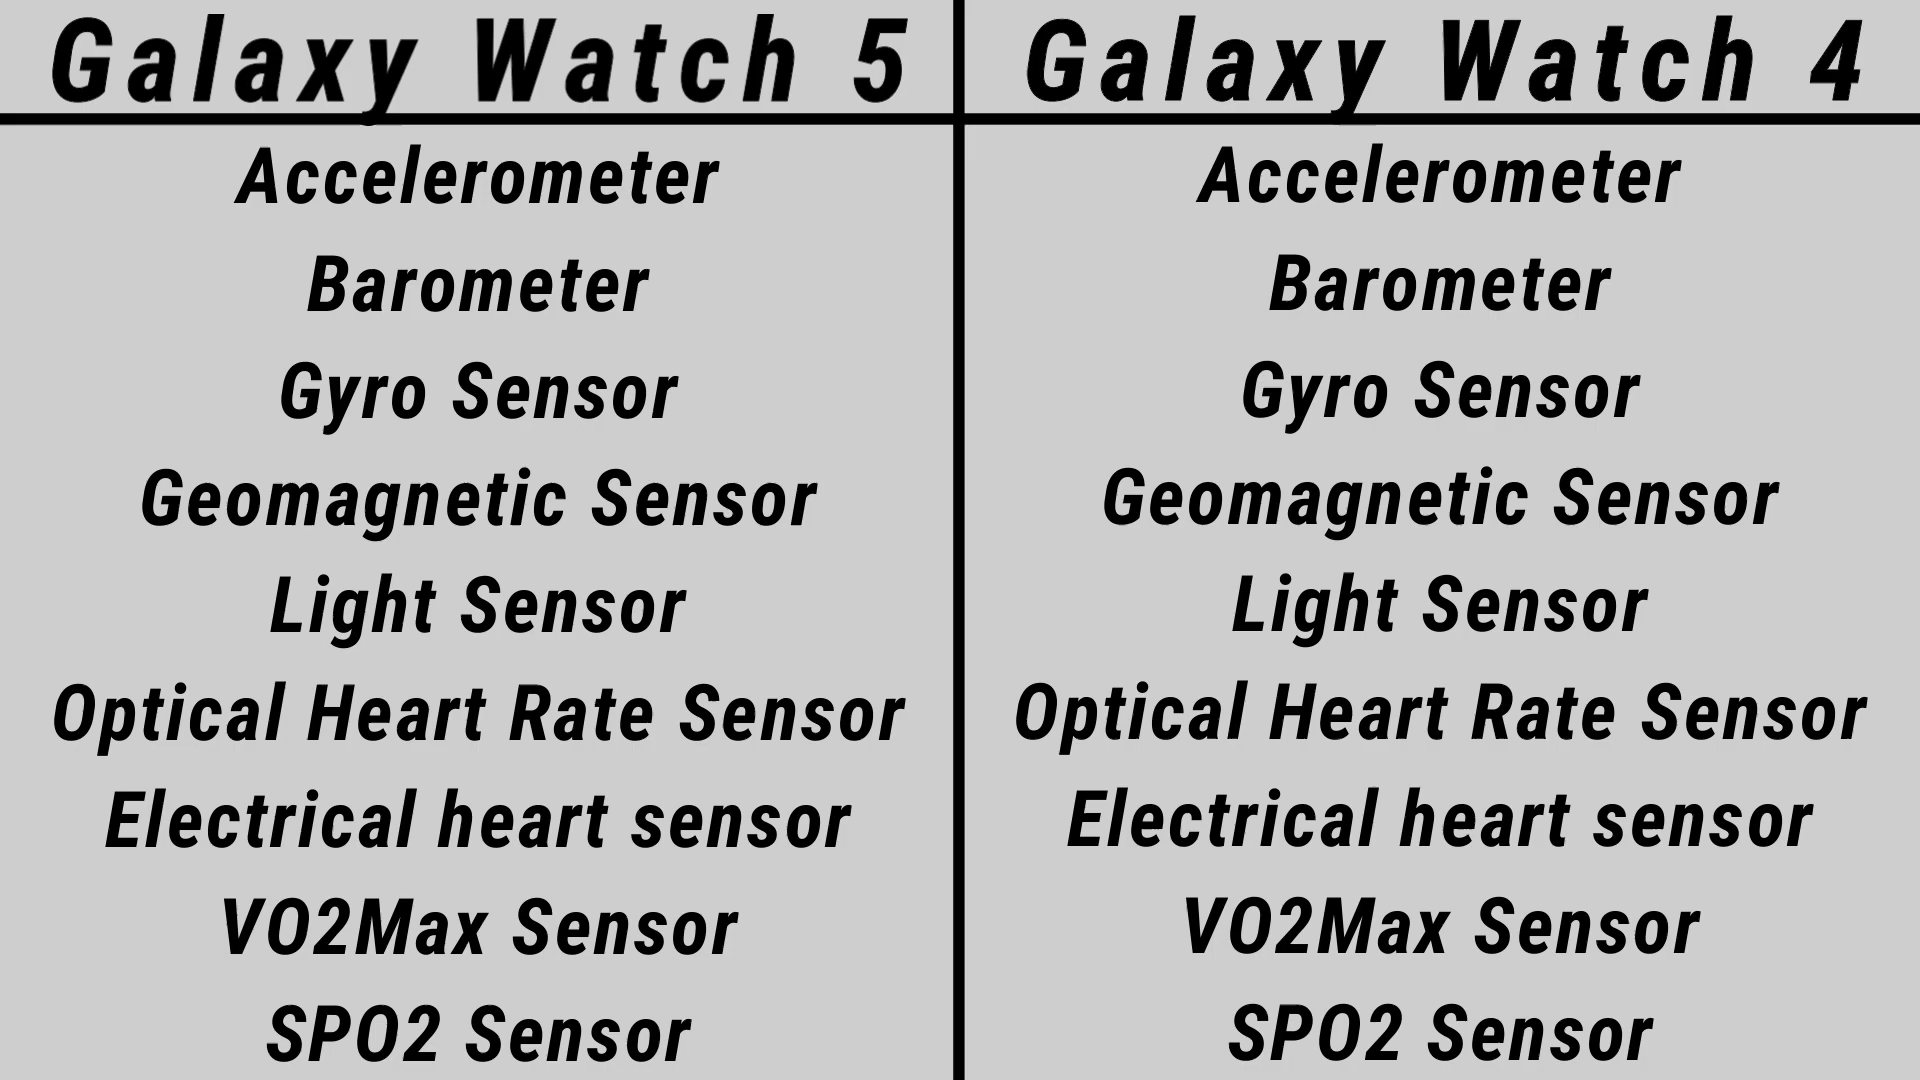 Galaxy Watch 5
Galaxy Watch 4
Accelerometer
Accelerometer
Barometer
Barometer
Gyro Sensor
Gyro Sensor
Geomagnetic Sensor
Geomagnetic Sensor
Light Sensor
Light Sensor
Optical Heart Rate Sensor
Optical Heart Rate Sensor
Electrical heart sensor
Electrical heart sensor
VO2Max Sensor
VO2Max Sensor
SPO2 Sensor
SPO2 Sensor